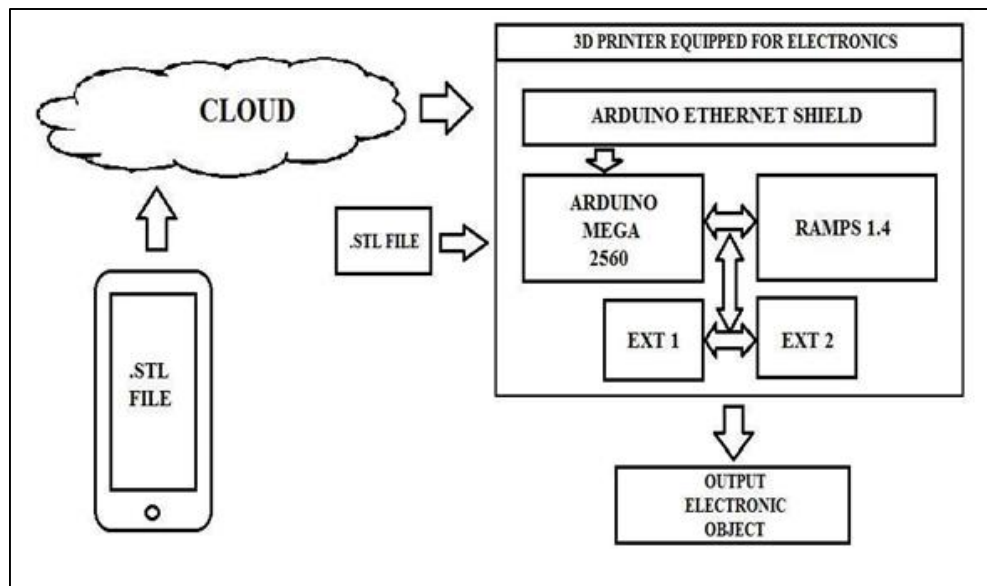 3D PRINTER EQUIPPED FOR ELECTRONICS
CLOUD
ARDUINO ETHERNET SHIELD
ARDUINO
MEGA
2560
RAMPS 1.4
.STL FILE
EXT 1
EXT 2
.STL
FILE
OUTPUT
ELECTRONIC
OBJECT